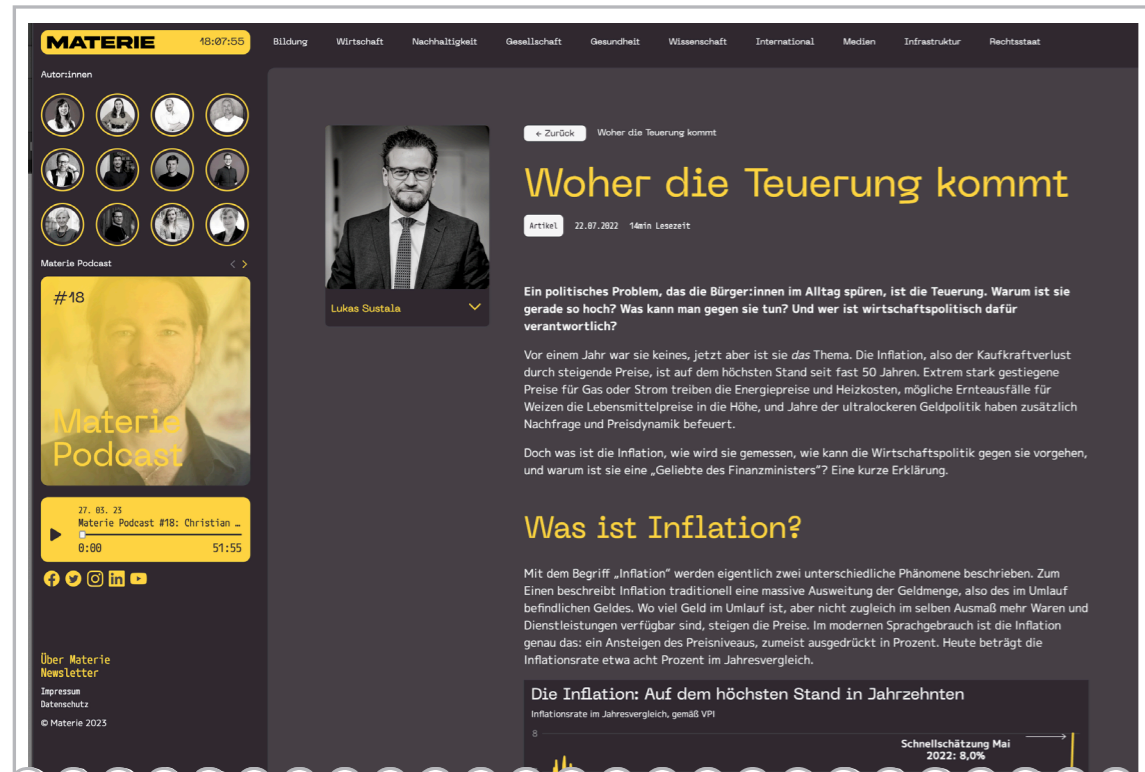 MATERIE 18:07:55
Bildung Wirtschaft Nachhaltigkeit Gesellschaft Gesundheit Wissenschaft International Medien Infrastruktur Rechtsstaat
Autor:innen
Materie Podcast < >
#18
Materie
Podcast
27. 03. 23
Materie Podcast #18: Christian …
0:00 51:55
Über Materie
Newsletter
Impressum
Datenschutz
© Materie 2023
Lukas Sustala
← Zurück Woher die Teuerung kommt
Woher die Teuerung kommt
Artikel 22.07.2022 14min Lesezeit
Ein politisches Problem, das die Bürger:innen im Alltag spüren, ist die Teuerung. Warum ist sie
gerade so hoch? Was kann man gegen sie tun? Und wer ist wirtschaftspolitisch dafür
verantwortlich?
Vor einem Jahr war sie keines, jetzt aber ist sie das Thema. Die Inflation, also der Kaufkraftverlust
durch steigende Preise, ist auf dem höchsten Stand seit fast 50 Jahren. Extrem stark gestiegene
Preise für Gas oder Strom treiben die Energiepreise und Heizkosten, mögliche Ernteausfälle für
Weizen die Lebensmittelpreise in die Höhe, und Jahre der ultralockeren Geldpolitik haben zusätzlich
Nachfrage und Preisdynamik befeuert.
Doch was ist die Inflation, wie wird sie gemessen, wie kann die Wirtschaftspolitik gegen sie vorgehen,
und warum ist sie eine „Geliebte des Finanzministers“? Eine kurze Erklärung.
Was ist Inflation?
Mit dem Begriff „Inflation“ werden eigentlich zwei unterschiedliche Phänomene beschrieben. Zum
Einen beschreibt Inflation traditionell eine massive Ausweitung der Geldmenge, also des im Umlauf
befindlichen Geldes. Wo viel Geld im Umlauf ist, aber nicht zugleich im selben Ausmaß mehr Waren und
Dienstleistungen verfügbar sind, steigen die Preise. Im modernen Sprachgebrauch ist die Inflation
genau das: ein Ansteigen des Preisniveaus, zumeist ausgedrückt in Prozent. Heute beträgt die
Inflationsrate etwa acht Prozent im Jahresvergleich.
Die Inflation: Auf dem höchsten Stand in Jahrzehnten
Inflationsrate im Jahresvergleich, gemäß VPI
8
Schnellschätzung Mai
2022: 8,0%